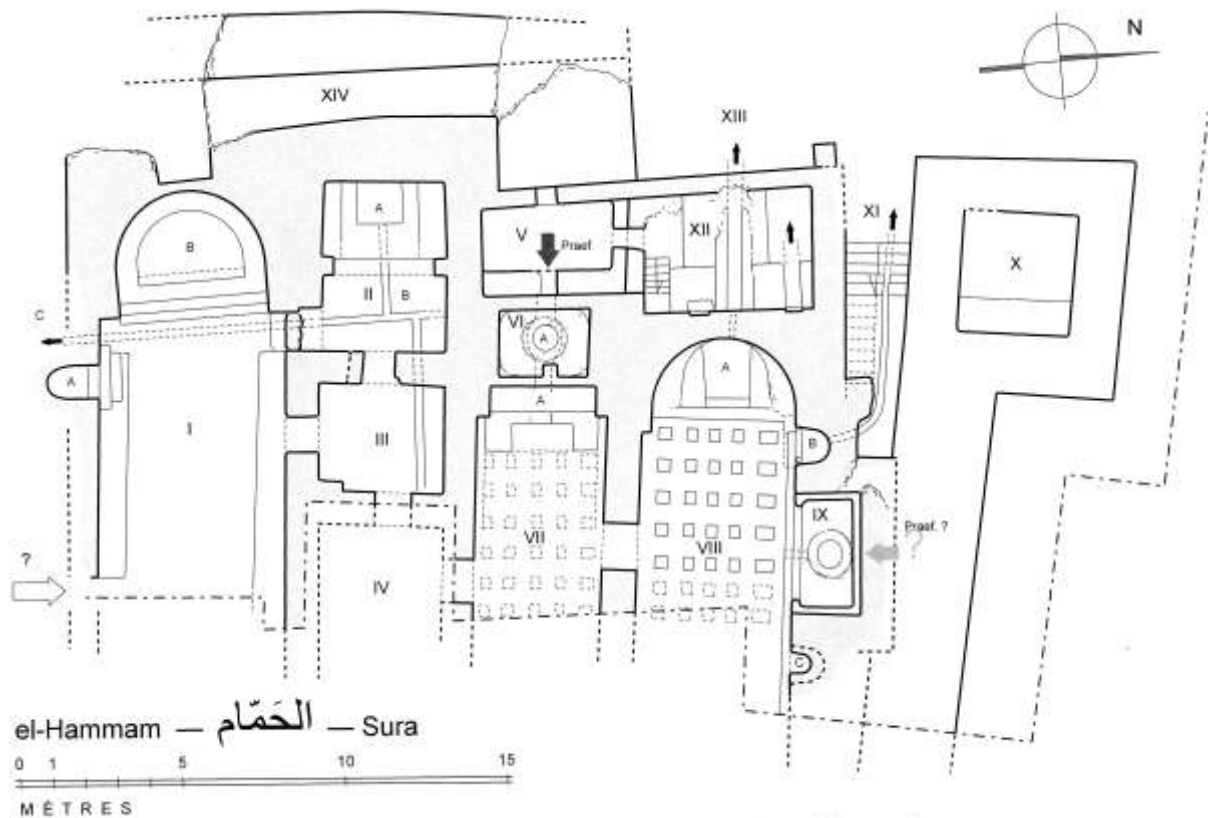 N
XIV
XIII
A
XI
B
V
Praef.
XII
X
II
B
C
VI
A
A
A
A
I
III
B
IX
Praef. ?
VII
VIII
?
?
IV
C
el-Hammam — الحَمَّام — Sura
0 1 5 10 15
MÈTRES